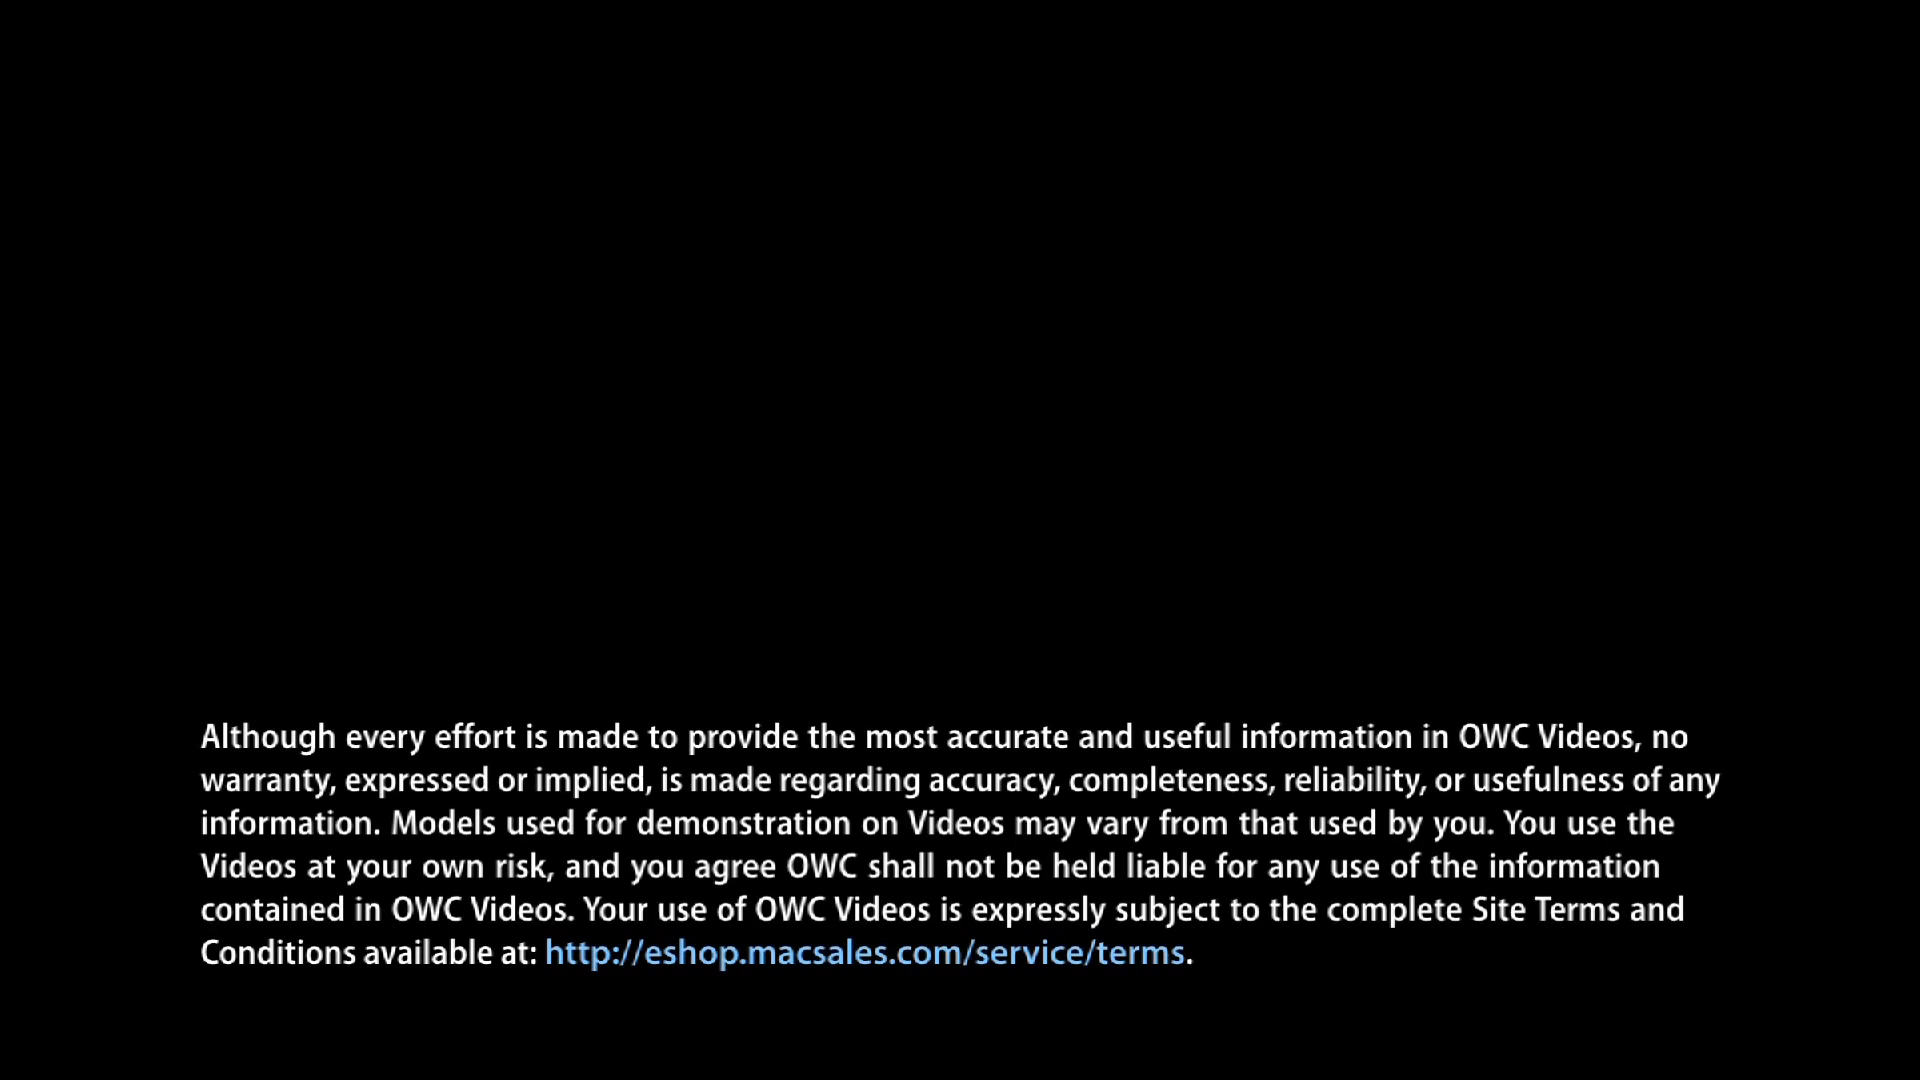 Although every effort is made to provide the most accurate and useful information in OWC Videos, no
warranty, expressed or implied, is made regarding accuracy, completeness, reliability, or usefulness of any
information. Models used for demonstration on Videos may vary from that used by you. You use the
Videos at your own risk, and you agree OWC shall not be held liable for any use of the information
contained in OWC Videos. Your use of OWC Videos is expressly subject to the complete Site Terms and
Conditions available at: http://eshop.macsales.com/service/terms.